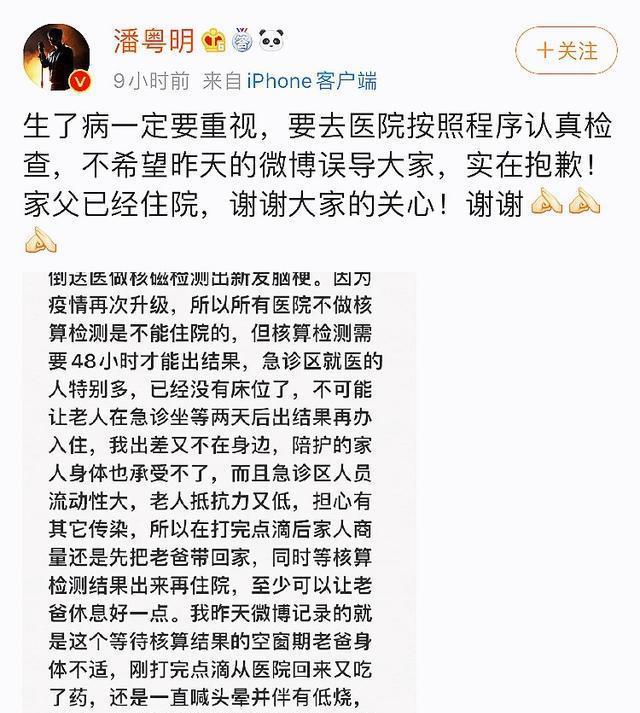 潘粤明
9小时前 来自 iPhone客户端
+关注
生了病一定要重视，要去医院按照程序认真检
查，不希望昨天的微博误导大家，实在抱歉！
家父已经住院，谢谢大家的关心！谢谢
倒送医做核磁检测出新发脑梗。因为
疫情再次升级，所以所有医院不做核
算检测是不能住院的，但核算检测需
要48小时才能出结果，急诊区就医的
人特别多，已经没有床位了，不可能
让老人在急诊坐等两天后出结果再办
入住，我出差又不在身边，陪护的家
人身体也承受不了，而且急诊区人员
流动性大，老人抵抗力又低，担心有
其它传染，所以在打完点滴后家人商
量还是先把老爸带回家，同时等核算
检测结果出来再住院，至少可以让老
爸休息好一点。我昨天微博记录的就
是这个等待核算结果的空窗期老爸身
体不适，刚打完点滴从医院回来又吃
了药，还是一直喊头晕并伴有低烧，